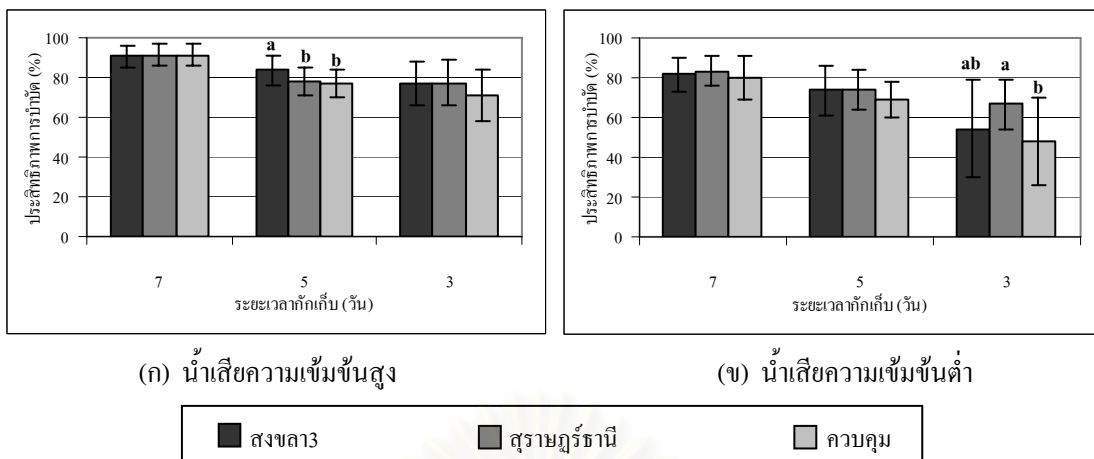 ประสิทธิภาพการบำบัด (%)
100
80
60
40
20
0
a
b
b
7
5
3
ระยะเวลากักเก็บ (วัน)
(ก) น้ำเสียความเข้มข้นสูง
ประสิทธิภาพการบำบัด (%)
100
80
60
40
20
0
ab
a
b
7
5
3
ระยะเวลากักเก็บ (วัน)
(ข) น้ำเสียความเข้มข้นต่ำ
สงขลา3 สุราษฎร์ธานี ควบคุม